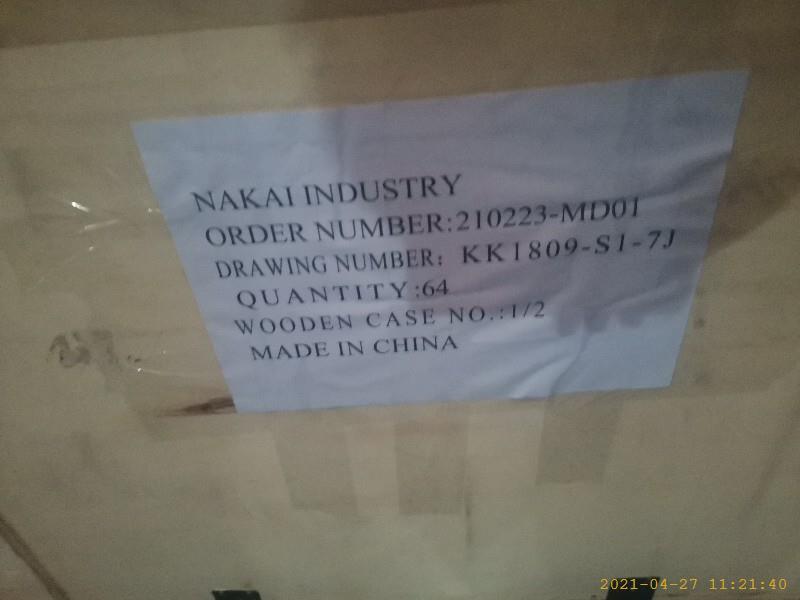 NAKAI INDUSTRY
ORDER NUMBER:210223-MD01
DRAWING NUMBER: KK1809-S1-7J
QUANTITY:64
WOODEN CASE NO.:1/2
MADE IN CHINA
2021-04-27 11:21:40